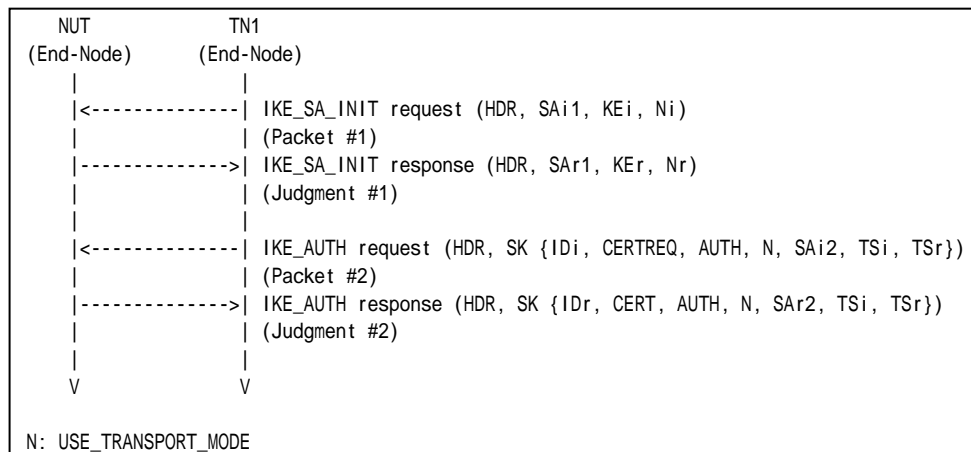 NUT TN1
(End-Node) (End-Node)
| |
|<--------------| IKE_SA_INIT request (HDR, SAi1, KEi, Ni)
| | (Packet #1)
|-------------->| IKE_SA_INIT response (HDR, SAr1, KEr, Nr)
| | (Judgment #1)
| |
|<--------------| IKE_AUTH request (HDR, SK {IDi, CERTREQ, AUTH, N, SAi2, TSi, TSr})
| | (Packet #2)
|-------------->| IKE_AUTH response (HDR, SK {IDr, CERT, AUTH, N, SAr2, TSi, TSr})
| | (Judgment #2)
| |
V V
N: USE_TRANSPORT_MODE